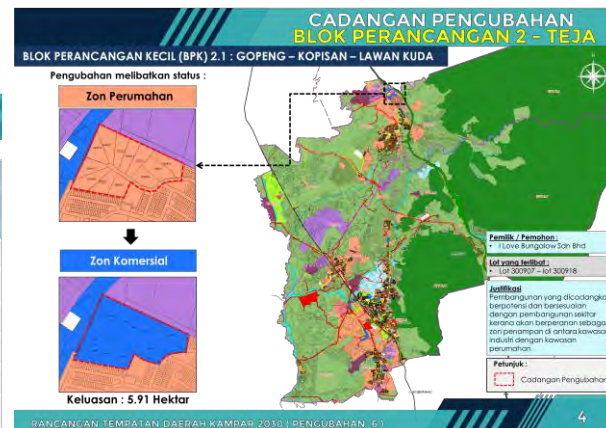 CADANGAN PENGUBAHAN
BLOK PERANCANGAN 2 - TEJA
BLOK PERANCANGAN KECIL (BPK) 2.1 : GOPENG – KOPISAN – LAWAN KUDA
Pengubahan melibatkan status :
Zon Perumahan
Zon Komersial
Keluasan : 5.91 Hektar
Pemilik / Pemohon :
• I Love Bungalow Sdn Bhd
Lot yang terlibat :
• Lot 300907 – lot 300918
Justifikasi
Pembangunan yang dicadangka
berpotensi dan bersesuaian
dengan pembangunan sekitar
kerana akan berperanan sebaga
zon penampan di antara kawasa
industri dengan kawasan
perumahan .
Petunjuk :
Cadangan Pengubahan
RANCANGAN TEMPATAN DAERAH KAMPAR 2030 ( PENGUBAHAN 6 )
4